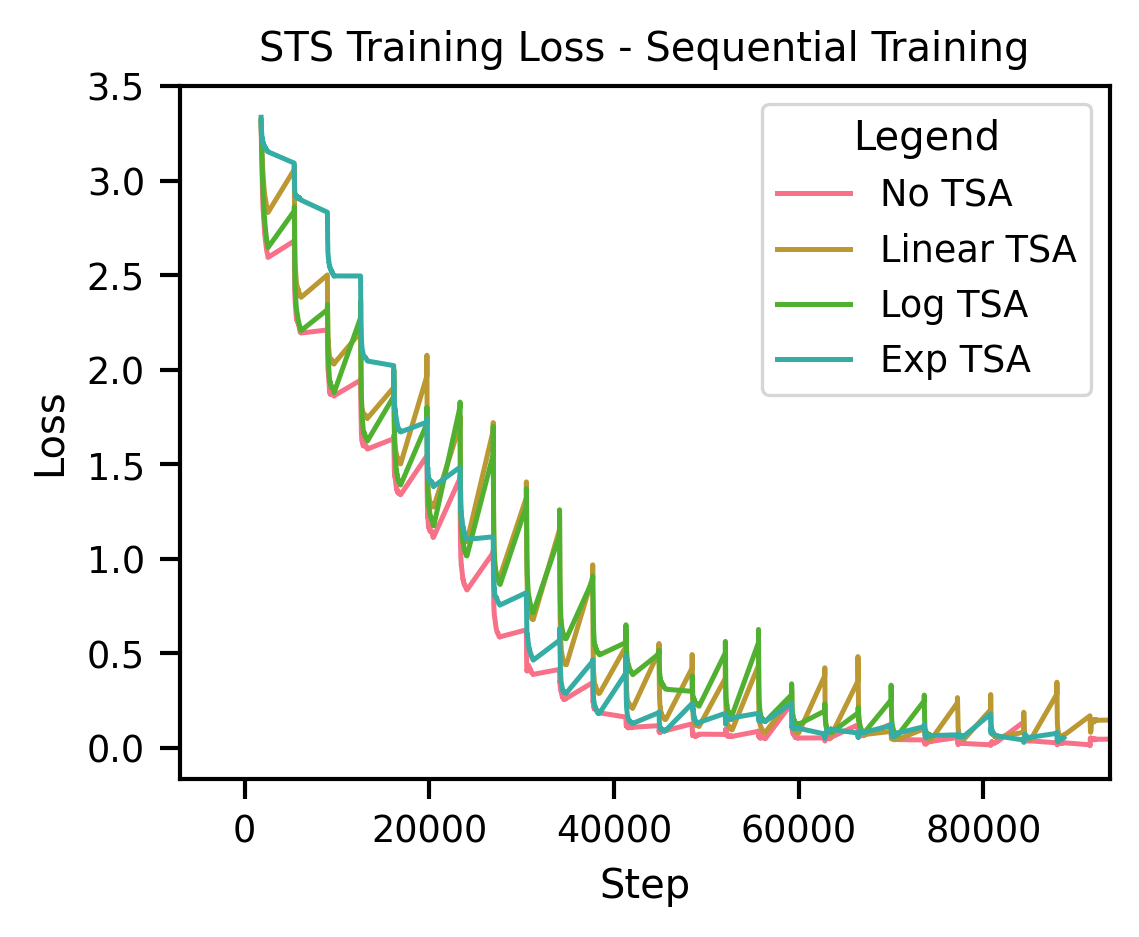 STS Training Loss - Sequential Training
3.5
3.0
2.5
2.0
1.5
1.0
0.5
0.0
Loss
Legend
No TSA
Linear TSA
Log TSA
Exp TSA
0 20000 40000 60000 80000
Step